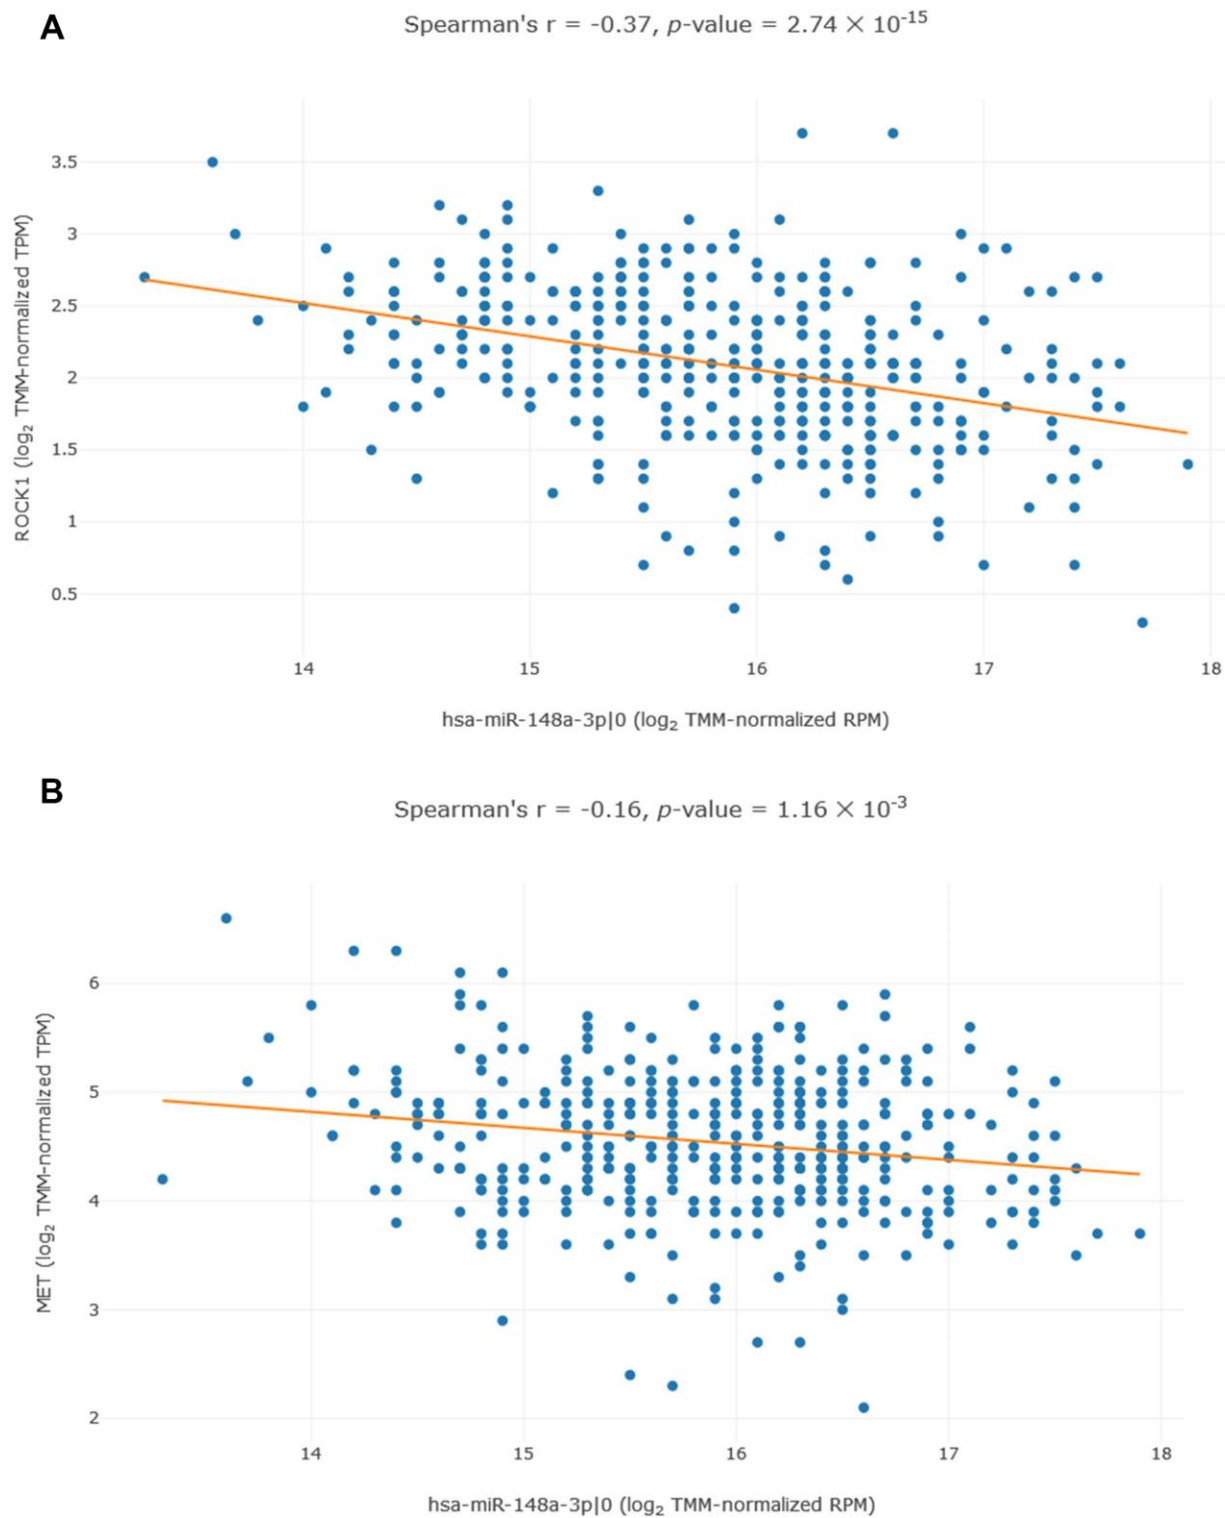 A
Spearman's r = -0.37, p-value = 2.74 × 10⁻¹⁵
3.5
3
2.5
2
1.5
1
0.5
ROCK1 (log₂ TMM-normalized TPM)
14 15 16 17 18
hsa-miR-148a-3p|0 (log₂ TMM-normalized RPM)
B
Spearman's r = -0.16, p-value = 1.16 × 10⁻³
6
5
4
3
2
MET (log₂ TMM-normalized TPM)
14 15 16 17 18
hsa-miR-148a-3p|0 (log₂ TMM-normalized RPM)